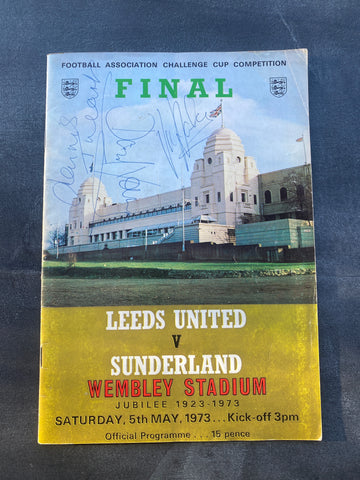 FOOTBALL ASSOCIATION CHALLENGE CUP COMPETITION
FINAL
Dennis
LEEDS UNITED
V
SUNDERLAND
WEMBLEY STADIUM
JUBILEE 1923-1973
SATURDAY, 5th MAY, 1973...Kick-off 3pm
Official Programme ... 15 pence